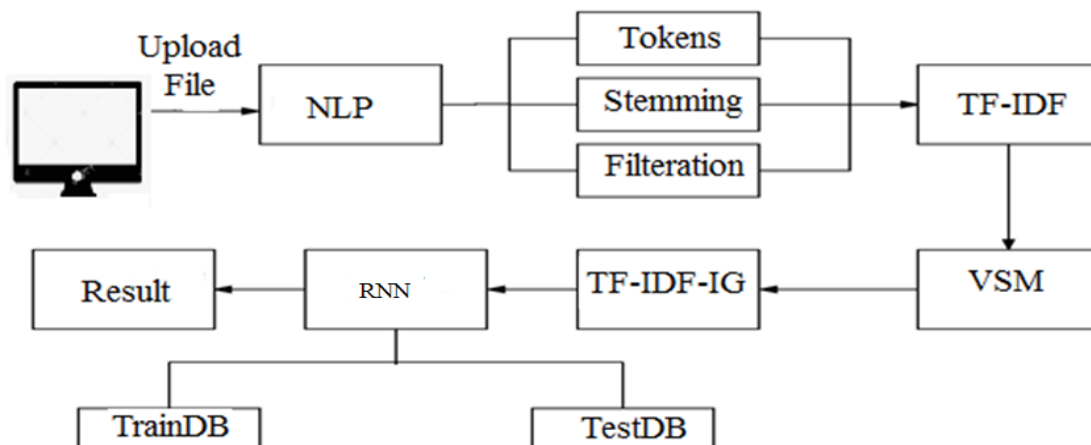 Upload
File
NLP
Tokens
Stemming
Filteration
TF-IDF
VSM
TF-IDF-IG
RNN
Result
TrainDB
TestDB